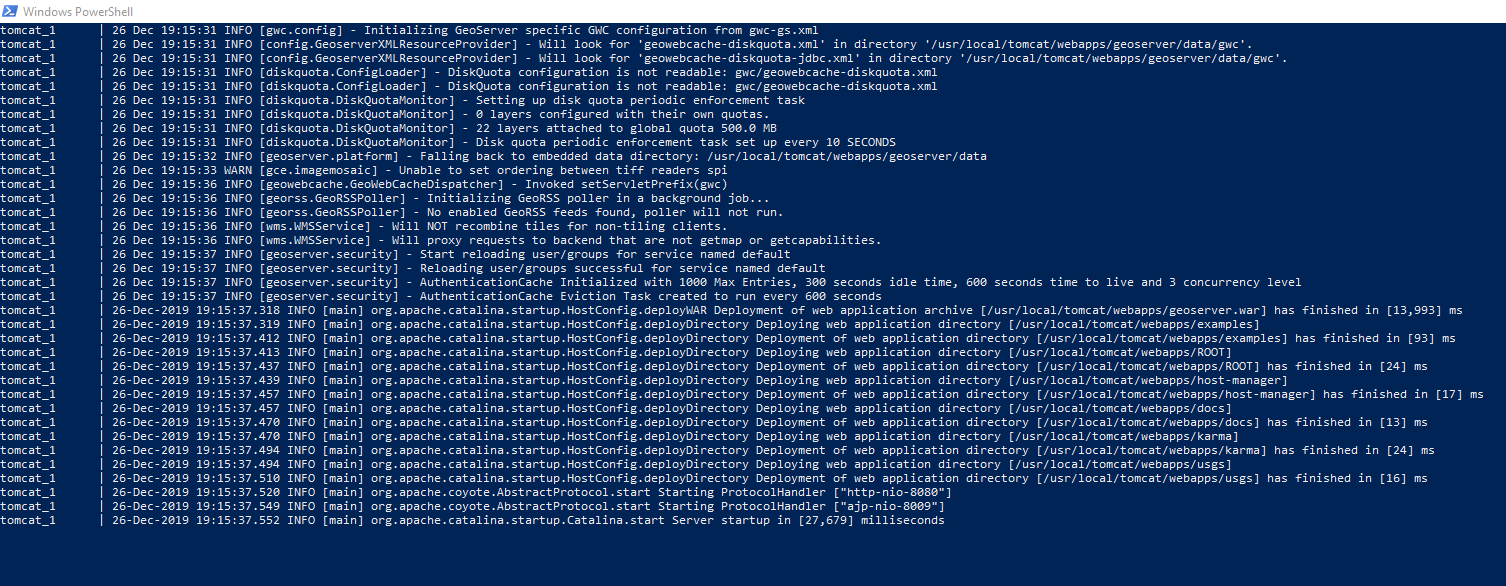 Windows PowerShell
tomcat_1 | 26 Dec 19:15:31 INFO [gwc.config] - Initializing GeoServer specific GWC configuration from gwc-gs.xml
tomcat_1 | 26 Dec 19:15:31 INFO [config.GeoserverXMLResourceProvider] - Will look for 'geowebcache-diskquota.xml' in directory '/usr/local/tomcat/webapps/geoserver/data/gwc'.
tomcat_1 | 26 Dec 19:15:31 INFO [config.GeoserverXMLResourceProvider] - Will look for 'geowebcache-diskquota-jdbc.xml' in directory '/usr/local/tomcat/webapps/geoserver/data/gwc'.
tomcat_1 | 26 Dec 19:15:31 INFO [diskquota.ConfigLoader] - DiskQuota configuration is not readable: gwc/geowebcache-diskquota.xml
tomcat_1 | 26 Dec 19:15:31 INFO [diskquota.ConfigLoader] - DiskQuota configuration is not readable: gwc/geowebcache-diskquota.xml
tomcat_1 | 26 Dec 19:15:31 INFO [diskquota.DiskQuotaMonitor] - Setting up disk quota periodic enforcement task
tomcat_1 | 26 Dec 19:15:31 INFO [diskquota.DiskQuotaMonitor] - 0 layers configured with their own quotas.
tomcat_1 | 26 Dec 19:15:31 INFO [diskquota.DiskQuotaMonitor] - 22 layers attached to global quota 500.0 MB
tomcat_1 | 26 Dec 19:15:31 INFO [diskquota.DiskQuotaMonitor] - Disk quota periodic enforcement task set up every 10 SECONDS
tomcat_1 | 26 Dec 19:15:32 INFO [geoserver.platform] - Falling back to embedded data directory: /usr/local/tomcat/webapps/geoserver/data
tomcat_1 | 26 Dec 19:15:33 WARN [gce.imagemosaic] - Unable to set ordering between tiff readers spi
tomcat_1 | 26 Dec 19:15:36 INFO [geowebcache.GeoWebCacheDispatcher] - Invoked setServletPrefix(gwc)
tomcat_1 | 26 Dec 19:15:36 INFO [georss.GeoRSSPoller] - Initializing GeoRSS poller in a background job...
tomcat_1 | 26 Dec 19:15:36 INFO [georss.GeoRSSPoller] - No enabled GeoRSS feeds found, poller will not run.
tomcat_1 | 26 Dec 19:15:36 INFO [wms.WMSService] - Will NOT recombine tiles for non-tiling clients.
tomcat_1 | 26 Dec 19:15:36 INFO [wms.WMSService] - Will proxy requests to backend that are not getmap or getcapabilities.
tomcat_1 | 26 Dec 19:15:37 INFO [geoserver.security] - Start reloading user/groups for service named default
tomcat_1 | 26 Dec 19:15:37 INFO [geoserver.security] - Reloading user/groups successful for service named default
tomcat_1 | 26 Dec 19:15:37 INFO [geoserver.security] - AuthenticationCache Initialized with 1000 Max Entries, 300 seconds idle time, 600 seconds time to live and 3 concurrency level
tomcat_1 | 26 Dec 19:15:37 INFO [geoserver.security] - AuthenticationCache Eviction Task created to run every 600 seconds
tomcat_1 | 26-Dec-2019 19:15:37.318 INFO [main] org.apache.catalina.startup.HostConfig.deployWAR Deployment of web application archive [/usr/local/tomcat/webapps/geoserver.war] has finished in [13,993] ms
tomcat_1 | 26-Dec-2019 19:15:37.319 INFO [main] org.apache.catalina.startup.HostConfig.deployDirectory Deploying web application directory [/usr/local/tomcat/webapps/examples]
tomcat_1 | 26-Dec-2019 19:15:37.412 INFO [main] org.apache.catalina.startup.HostConfig.deployDirectory Deployment of web application directory [/usr/local/tomcat/webapps/examples] has finished in [93] ms
tomcat_1 | 26-Dec-2019 19:15:37.413 INFO [main] org.apache.catalina.startup.HostConfig.deployDirectory Deploying web application directory [/usr/local/tomcat/webapps/ROOT]
tomcat_1 | 26-Dec-2019 19:15:37.437 INFO [main] org.apache.catalina.startup.HostConfig.deployDirectory Deployment of web application directory [/usr/local/tomcat/webapps/ROOT] has finished in [24] ms
tomcat_1 | 26-Dec-2019 19:15:37.439 INFO [main] org.apache.catalina.startup.HostConfig.deployDirectory Deploying web application directory [/usr/local/tomcat/webapps/host-manager]
tomcat_1 | 26-Dec-2019 19:15:37.457 INFO [main] org.apache.catalina.startup.HostConfig.deployDirectory Deployment of web application directory [/usr/local/tomcat/webapps/host-manager] has finished in [17] ms
tomcat_1 | 26-Dec-2019 19:15:37.457 INFO [main] org.apache.catalina.startup.HostConfig.deployDirectory Deploying web application directory [/usr/local/tomcat/webapps/docs]
tomcat_1 | 26-Dec-2019 19:15:37.470 INFO [main] org.apache.catalina.startup.HostConfig.deployDirectory Deployment of web application directory [/usr/local/tomcat/webapps/docs] has finished in [13] ms
tomcat_1 | 26-Dec-2019 19:15:37.470 INFO [main] org.apache.catalina.startup.HostConfig.deployDirectory Deploying web application directory [/usr/local/tomcat/webapps/karma]
tomcat_1 | 26-Dec-2019 19:15:37.494 INFO [main] org.apache.catalina.startup.HostConfig.deployDirectory Deployment of web application directory [/usr/local/tomcat/webapps/karma] has finished in [24] ms
tomcat_1 | 26-Dec-2019 19:15:37.494 INFO [main] org.apache.catalina.startup.HostConfig.deployDirectory Deploying web application directory [/usr/local/tomcat/webapps/usgs]
tomcat_1 | 26-Dec-2019 19:15:37.510 INFO [main] org.apache.catalina.startup.HostConfig.deployDirectory Deployment of web application directory [/usr/local/tomcat/webapps/usgs] has finished in [16] ms
tomcat_1 | 26-Dec-2019 19:15:37.520 INFO [main] org.apache.coyote.AbstractProtocol.start Starting ProtocolHandler ["http-nio-8080"]
tomcat_1 | 26-Dec-2019 19:15:37.549 INFO [main] org.apache.coyote.AbstractProtocol.start Starting ProtocolHandler ["ajp-nio-8009"]
tomcat_1 | 26-Dec-2019 19:15:37.552 INFO [main] org.apache.catalina.startup.Catalina.start Server startup in [27,679] milliseconds